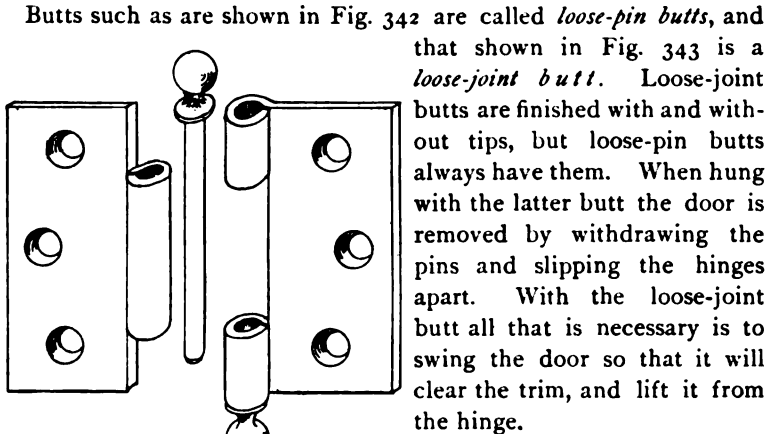 Butts such as are shown in Fig. 342 are called loose-pin butts, and
that shown in Fig. 343 is a
loose-joint butt. Loose-joint
butts are finished with and with-
out tips, but loose-pin butts
always have them. When hung
with the latter butt the door is
removed by withdrawing the
pins and slipping the hinges
apart. With the loose-joint
butt all that is necessary is to
swing the door so that it will
clear the trim, and lift it from
the hinge.